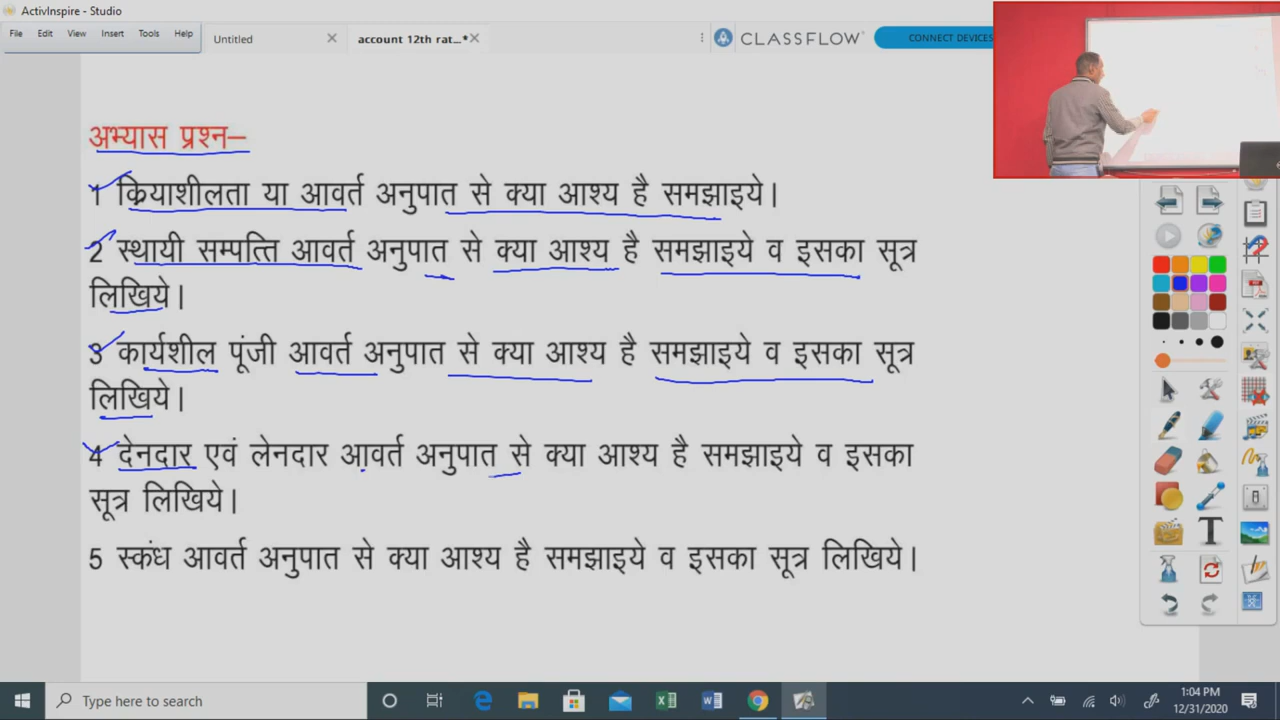 ActivInspire - Studio
File Edit View Insert Tools Help
Untitled
account 12th rat...*
CLASSFLOW
CONNECT DEVICES
अभ्यास प्रश्न–
1 क्रियाशीलता या आवर्त अनुपात से क्या आश्य है समझाइये।
2 स्थायी सम्पत्ति आवर्त अनुपात से क्या आश्य है समझाइये व इसका सूत्र
लिखिये।
3 कार्यशील पूंजी आवर्त अनुपात से क्या आश्य है समझाइये व इसका सूत्र
लिखिये।
4 देनदार एवं लेनदार आवर्त अनुपात से क्या आश्य है समझाइये व इसका
सूत्र लिखिये।
5 स्कंध आवर्त अनुपात से क्या आश्य है समझाइये व इसका सूत्र लिखिये।
Type here to search
1:04 PM
12/31/2020